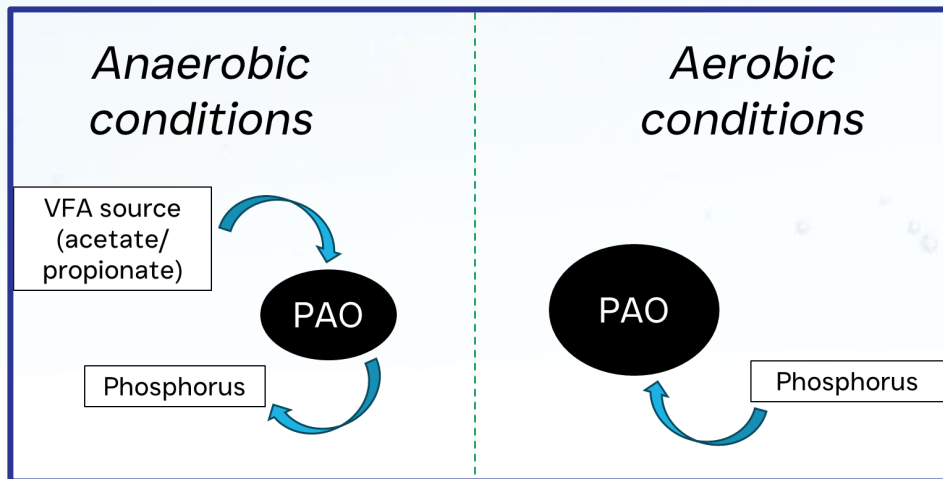 Anaerobic
conditions
VFA source
(acetate/
propionate)
PAO
Phosphorus
Aerobic
conditions
PAO
Phosphorus